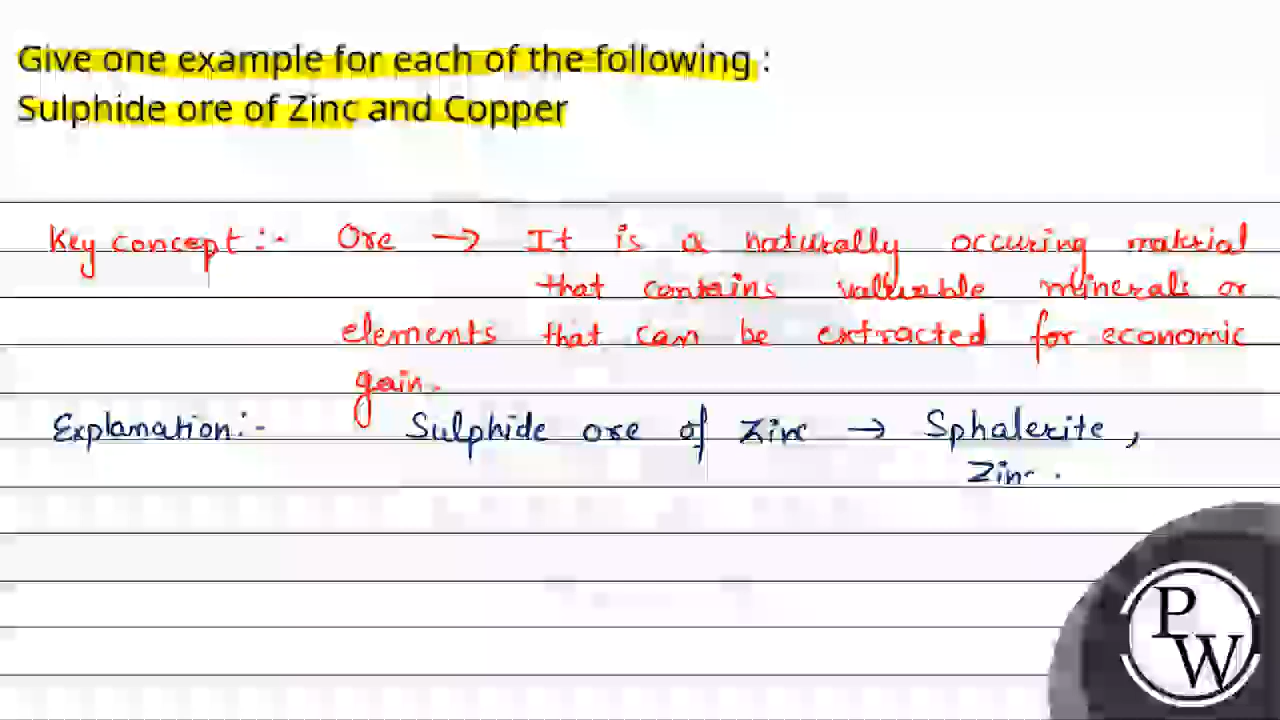 Give one example for each of the following :
Sulphide ore of Zinc and Copper
Key concept :- Ore → It is a naturally occuring material
that contains valuable minerals or
elements that can be extracted for economic
gain.
Explanation :- Sulphide ore of Zinc → Sphalerite,
Zinc .
PW